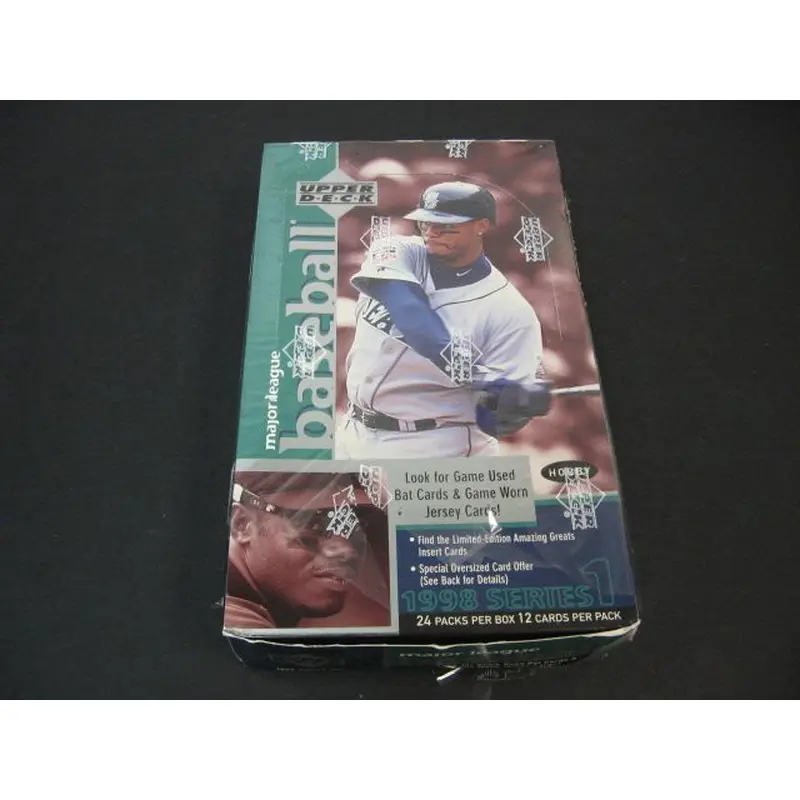 UPPER
D·E·C·K
major league
baseball
Look for Game Used
Bat Cards & Game Worn
Jersey Cards!
HOBBY
• Find the Limited-Edition Amazing Greats
Insert Cards
• Special Oversized Card Offer
(See Back for Details)
1998 SERIES 1
24 PACKS PER BOX 12 CARDS PER PACK
major league